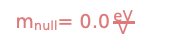 m_null = 0.0 eV/V